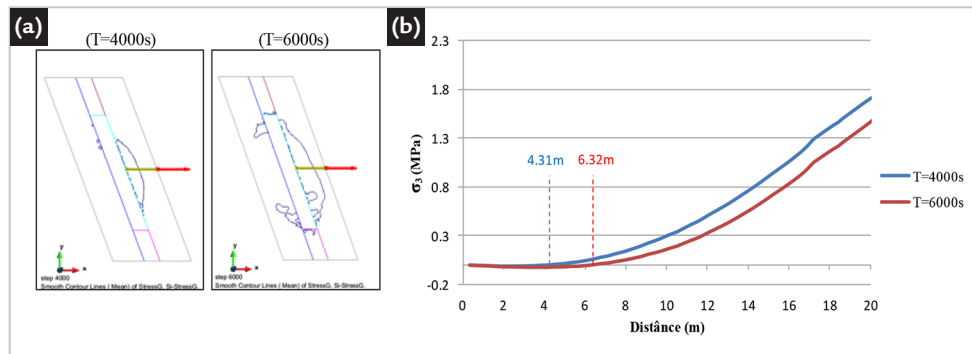 (a)
(T=4000s)
(T=6000s)
y
x
step 4000
Smooth Contour Lines ( Mean) of StressG, Si-StressG.
y
x
step 6000
Smooth Contour Lines ( Mean) of StressG, Si-StressG.
(b)
2.3
1.8
1.3
0.8
0.3
-0.2
σ3 (MPa)
4.31m
6.32m
T=4000s
T=6000s
0 2 4 6 8 10 12 14 16 18 20
Distânce (m)